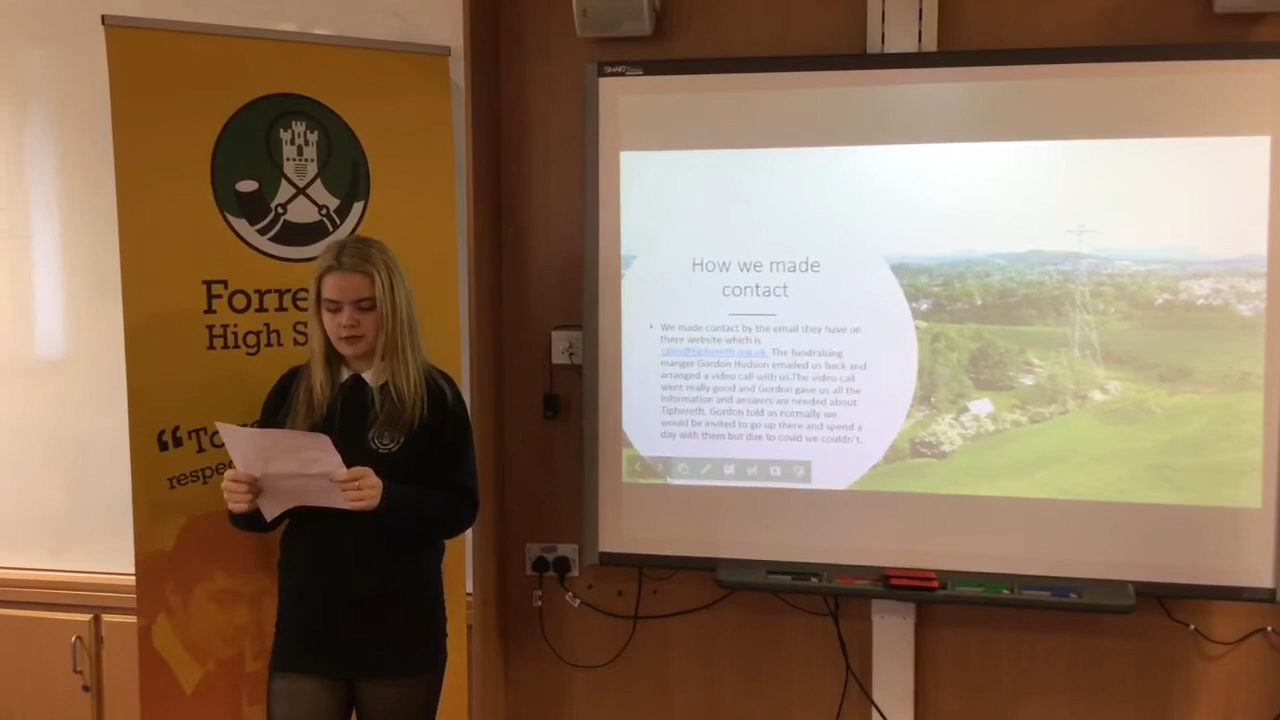 SMART
Forre
High S
“To
respec
How we made
contact
• We made contact by the email they have on
there website which is
The fundraising
manger Gordon Hudson emailed us back and
arranged a video call with us.The video call
went really good and Gordon gave us all the
information and answers we needed about
Tiphereth. Gordon told us normally we
would be invited to go up there and spend a
day with them but due to covid we couldn't.